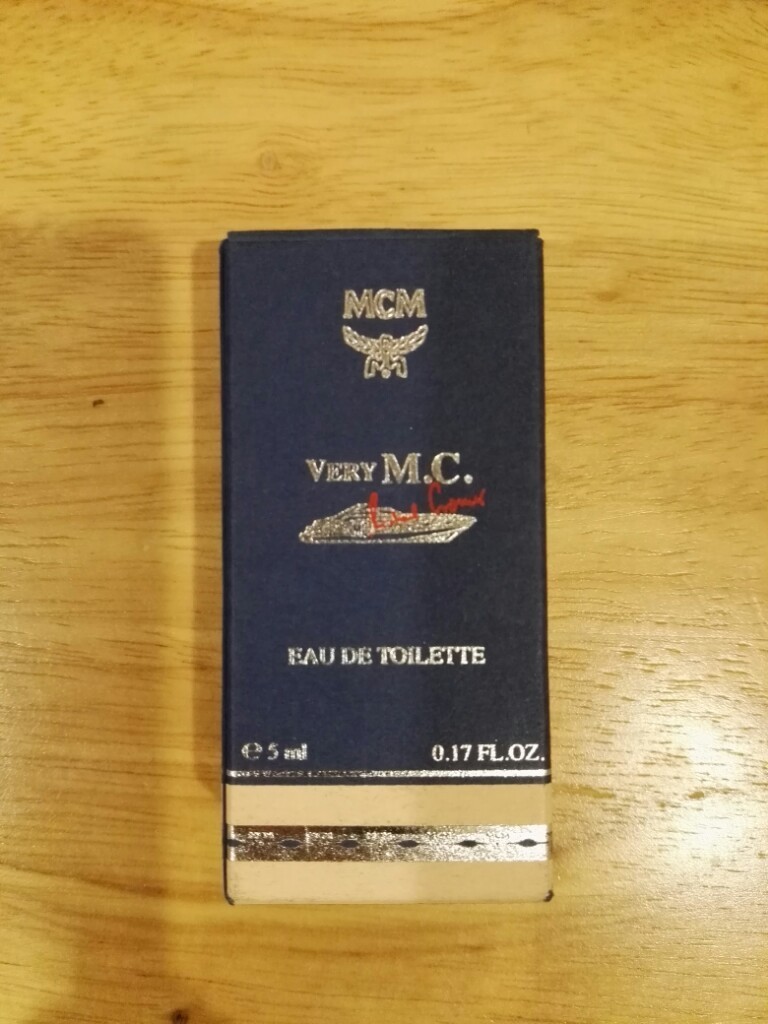 MCM
VERY M.C.
EAU DE TOILETTE
℮ 5 ml 0.17 FL.OZ.